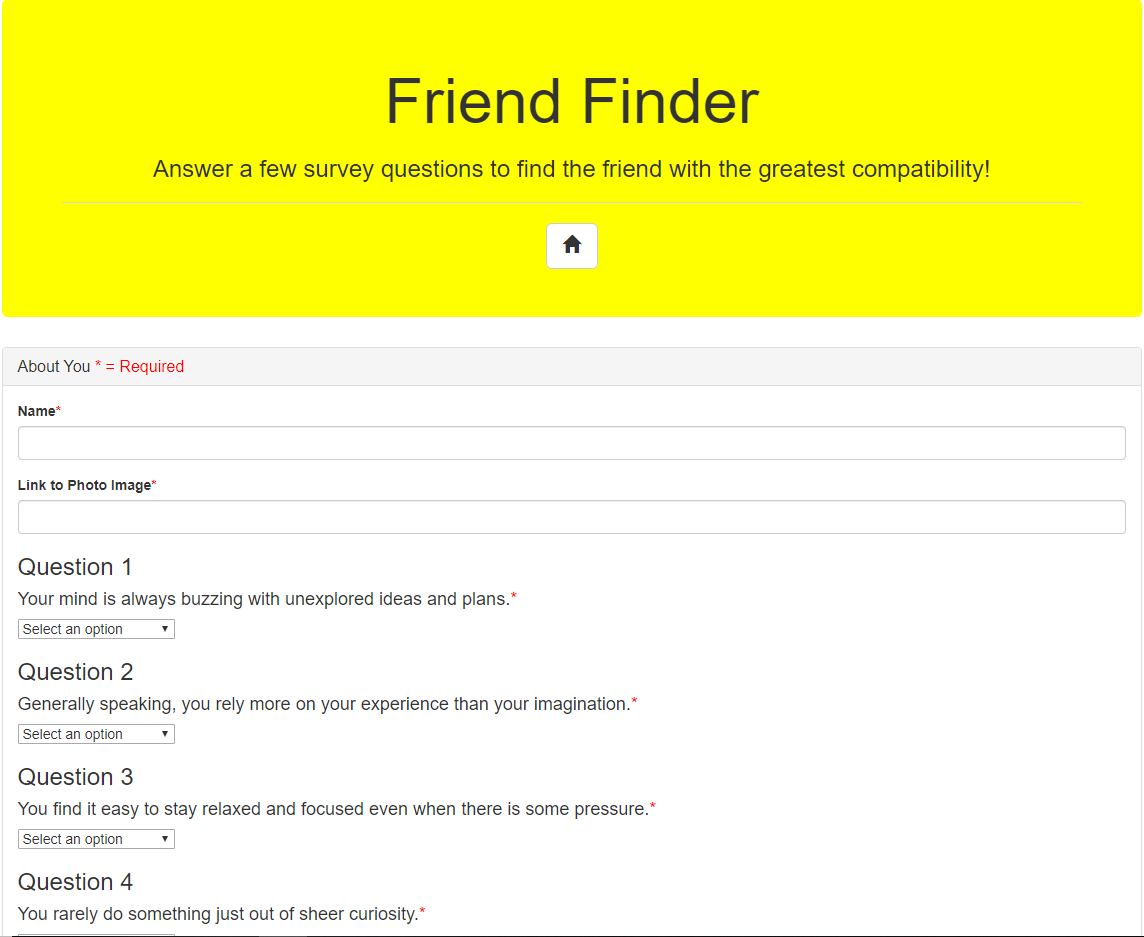 Friend Finder
Answer a few survey questions to find the friend with the greatest compatibility!
About You * = Required
Name*
Link to Photo Image*
Question 1
Your mind is always buzzing with unexplored ideas and plans.*
Select an option
Question 2
Generally speaking, you rely more on your experience than your imagination.*
Select an option
Question 3
You find it easy to stay relaxed and focused even when there is some pressure.*
Select an option
Question 4
You rarely do something just out of sheer curiosity.*